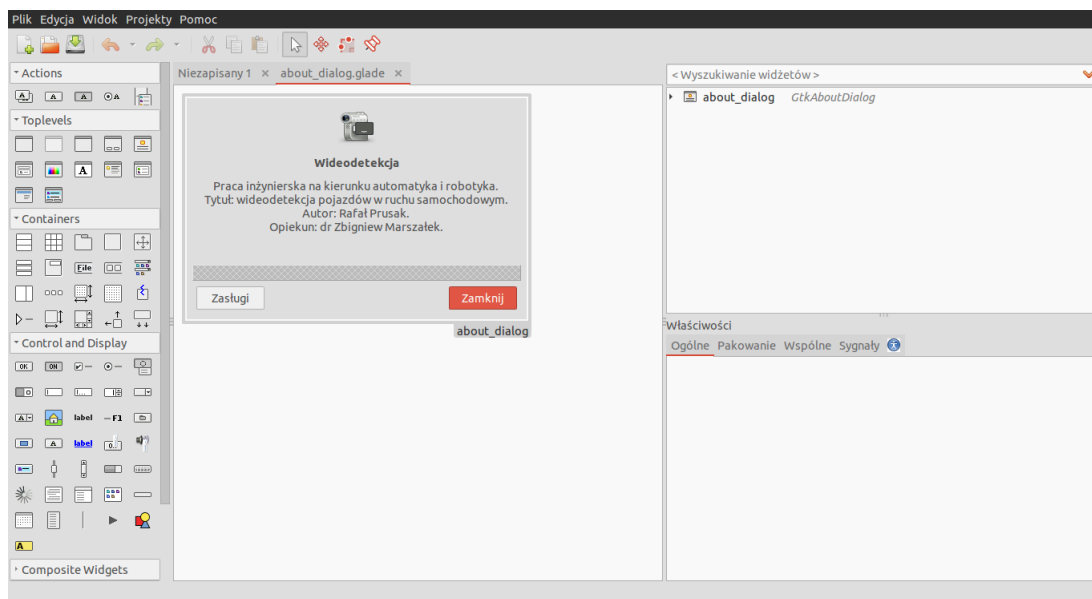 Plik Edycja Widok Projekty Pomoc
Actions
Toplevels
Containers
File
Control and Display
OK ON
label F1
label
Composite Widgets
Niezapisany 1 × about_dialog.glade ×
Wideodetekcja
Praca inżynierska na kierunku automatyka i robotyka.
Tytuł: wideodetekcja pojazdów w ruchu samochodowym.
Autor: Rafał Prusak.
Opiekun: dr Zbigniew Marszałek.
Zasługi Zamknij
about_dialog
< Wyszukiwanie widżetów >
about_dialog GtkAboutDialog
Właściwości
Ogólne Pakowanie Wspólne Sygnały